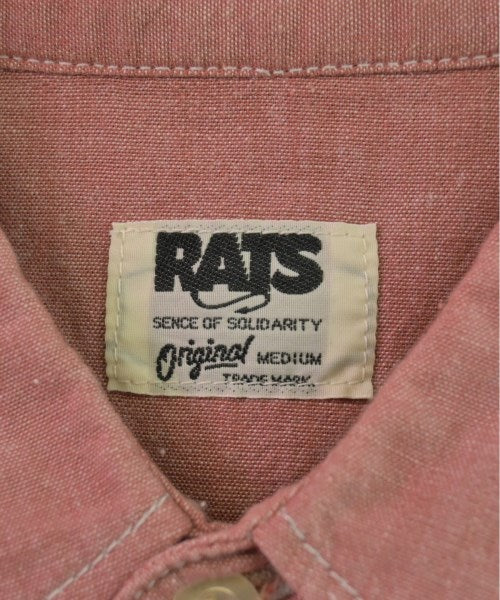 RATS
SENCE OF SOLIDARITY
Original MEDIUM
TRADE MARK